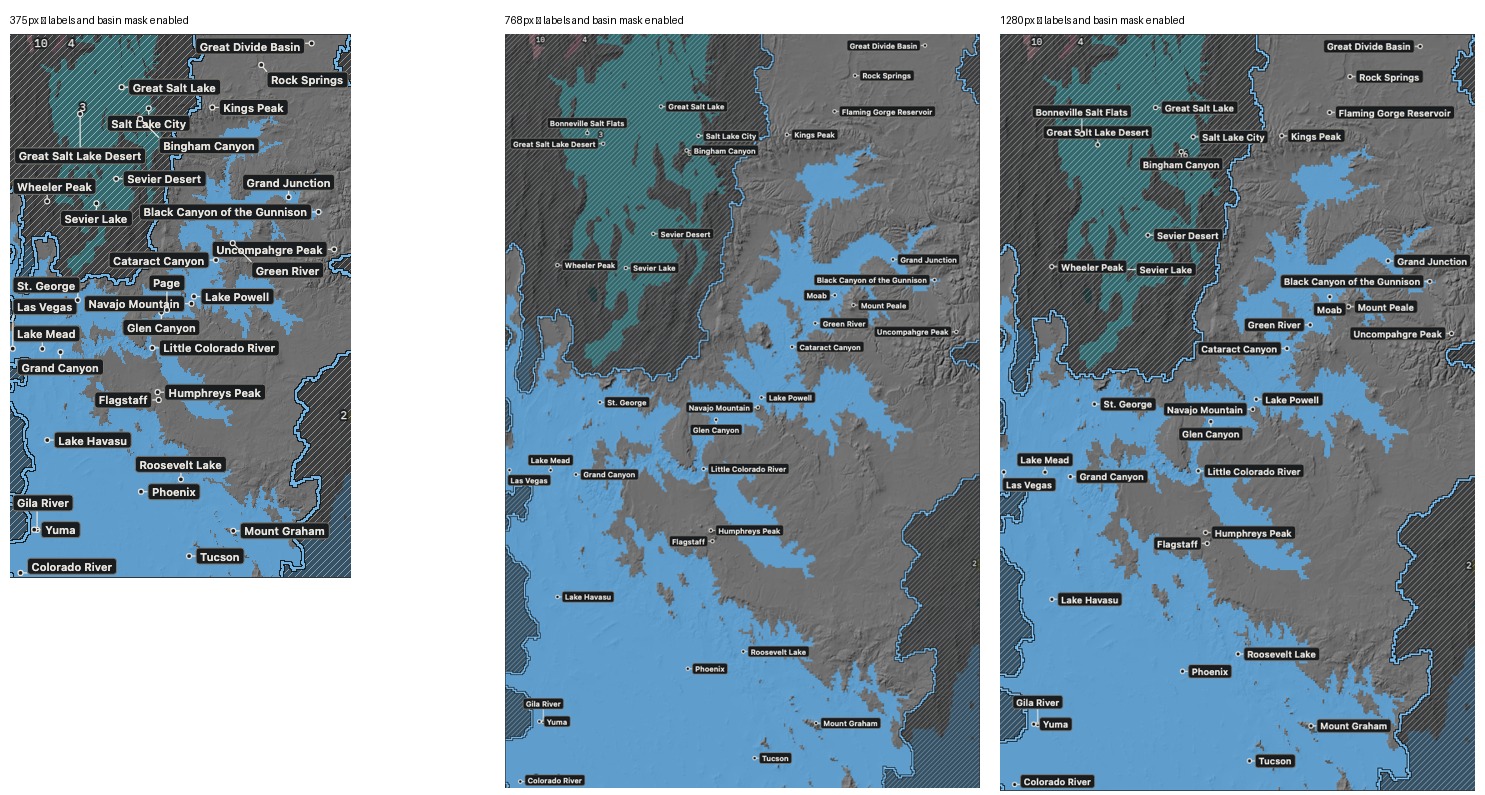 375px labels and basin mask enabled
10 4
Great Divide Basin
Rock Springs
Great Salt Lake
3
Kings Peak
Salt Lake City
Bingham Canyon
Great Salt Lake Desert
Sevier Desert
Wheeler Peak
Grand Junction
Sevier Lake
Black Canyon of the Gunnison
Uncompahgre Peak
Cataract Canyon
Green River
Page
St. George
Las Vegas
Navajo Mountain
Lake Powell
Glen Canyon
Lake Mead
Little Colorado River
Grand Canyon
Humphreys Peak
Flagstaff
2
Lake Havasu
Roosevelt Lake
Phoenix
Gila River
Yuma
Mount Graham
Tucson
Colorado River
768px labels and basin mask enabled
10 4
Great Divide Basin
Rock Springs
Great Salt Lake
Flaming Gorge Reservoir
Bonneville Salt Flats
3
Salt Lake City
Kings Peak
Great Salt Lake Desert
Bingham Canyon
Sevier Desert
Grand Junction
Wheeler Peak
Sevier Lake
Black Canyon of the Gunnison
Moab
Mount Peale
Green River
Uncompahgre Peak
Cataract Canyon
St. George
Lake Powell
Navajo Mountain
Glen Canyon
Lake Mead
Little Colorado River
Grand Canyon
Las Vegas
Humphreys Peak
Flagstaff
2
Lake Havasu
Roosevelt Lake
Phoenix
Gila River
Yuma
Mount Graham
Tucson
Colorado River
1280px labels and basin mask enabled
10 4
Great Divide Basin
Rock Springs
Great Salt Lake
Bonneville Salt Flats
Flaming Gorge Reservoir
Great Salt Lake Desert
Salt Lake City
Kings Peak
Bingham Canyon
Sevier Desert
Grand Junction
Wheeler Peak
Sevier Lake
Black Canyon of the Gunnison
Moab
Mount Peale
Green River
Uncompahgre Peak
Cataract Canyon
St. George
Lake Powell
Navajo Mountain
Glen Canyon
Lake Mead
Little Colorado River
Grand Canyon
Las Vegas
Humphreys Peak
Flagstaff
2
Lake Havasu
Roosevelt Lake
Phoenix
Gila River
Yuma
Mount Graham
Tucson
Colorado River